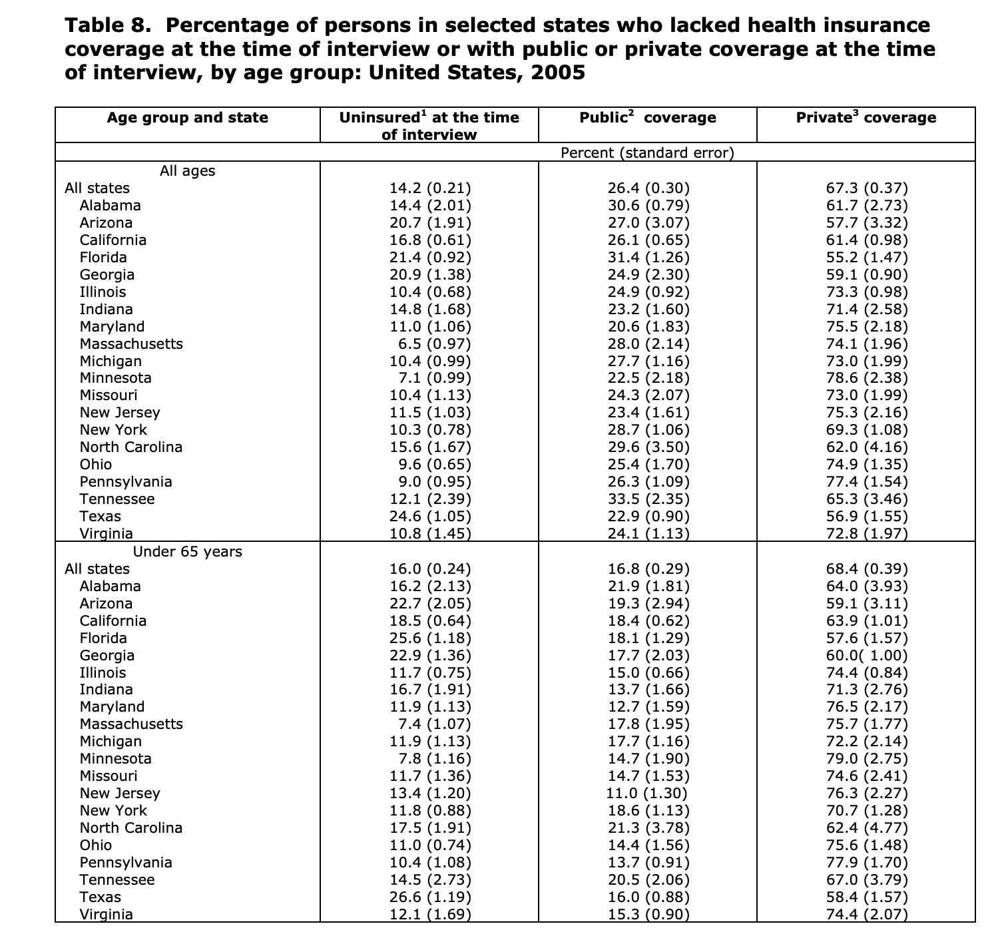 Table 8.  Percentage of persons in selected states who lacked health insurance
coverage at the time of interview or with public or private coverage at the time
of interview, by age group: United States, 2005
Age group and state Uninsured¹ at the time of interview Public²  coverage Private³ coverage
Percent (standard error)
All ages
All states 14.2 (0.21) 26.4 (0.30) 67.3 (0.37)
Alabama 14.4 (2.01) 30.6 (0.79) 61.7 (2.73)
Arizona 20.7 (1.91) 27.0 (3.07) 57.7 (3.32)
California 16.8 (0.61) 26.1 (0.65) 61.4 (0.98)
Florida 21.4 (0.92) 31.4 (1.26) 55.2 (1.47)
Georgia 20.9 (1.38) 24.9 (2.30) 59.1 (0.90)
Illinois 10.4 (0.68) 24.9 (0.92) 73.3 (0.98)
Indiana 14.8 (1.68) 23.2 (1.60) 71.4 (2.58)
Maryland 11.0 (1.06) 20.6 (1.83) 75.5 (2.18)
Massachusetts 6.5 (0.97) 28.0 (2.14) 74.1 (1.96)
Michigan 10.4 (0.99) 27.7 (1.16) 73.0 (1.99)
Minnesota 7.1 (0.99) 22.5 (2.18) 78.6 (2.38)
Missouri 10.4 (1.13) 24.3 (2.07) 73.0 (1.99)
New Jersey 11.5 (1.03) 23.4 (1.61) 75.3 (2.16)
New York 10.3 (0.78) 28.7 (1.06) 69.3 (1.08)
North Carolina 15.6 (1.67) 29.6 (3.50) 62.0 (4.16)
Ohio 9.6 (0.65) 25.4 (1.70) 74.9 (1.35)
Pennsylvania 9.0 (0.95) 26.3 (1.09) 77.4 (1.54)
Tennessee 12.1 (2.39) 33.5 (2.35) 65.3 (3.46)
Texas 24.6 (1.05) 22.9 (0.90) 56.9 (1.55)
Virginia 10.8 (1.45) 24.1 (1.13) 72.8 (1.97)
Under 65 years
All states 16.0 (0.24) 16.8 (0.29) 68.4 (0.39)
Alabama 16.2 (2.13) 21.9 (1.81) 64.0 (3.93)
Arizona 22.7 (2.05) 19.3 (2.94) 59.1 (3.11)
California 18.5 (0.64) 18.4 (0.62) 63.9 (1.01)
Florida 25.6 (1.18) 18.1 (1.29) 57.6 (1.57)
Georgia 22.9 (1.36) 17.7 (2.03) 60.0( 1.00)
Illinois 11.7 (0.75) 15.0 (0.66) 74.4 (0.84)
Indiana 16.7 (1.91) 13.7 (1.66) 71.3 (2.76)
Maryland 11.9 (1.13) 12.7 (1.59) 76.5 (2.17)
Massachusetts 7.4 (1.07) 17.8 (1.95) 75.7 (1.77)
Michigan 11.9 (1.13) 17.7 (1.16) 72.2 (2.14)
Minnesota 7.8 (1.16) 14.7 (1.90) 79.0 (2.75)
Missouri 11.7 (1.36) 14.7 (1.53) 74.6 (2.41)
New Jersey 13.4 (1.20) 11.0 (1.30) 76.3 (2.27)
New York 11.8 (0.88) 18.6 (1.13) 70.7 (1.28)
North Carolina 17.5 (1.91) 21.3 (3.78) 62.4 (4.77)
Ohio 11.0 (0.74) 14.4 (1.56) 75.6 (1.48)
Pennsylvania 10.4 (1.08) 13.7 (0.91) 77.9 (1.70)
Tennessee 14.5 (2.73) 20.5 (2.06) 67.0 (3.79)
Texas 26.6 (1.19) 16.0 (0.88) 58.4 (1.57)
Virginia 12.1 (1.69) 15.3 (0.90) 74.4 (2.07)